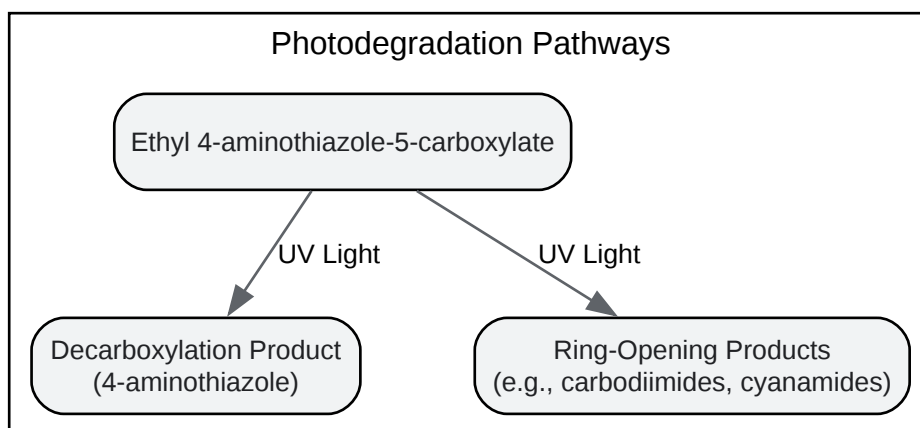 Photodegradation Pathways
Ethyl 4-aminothiazole-5-carboxylate
UV Light
UV Light
Decarboxylation Product
(4-aminothiazole)
Ring-Opening Products
(e.g., carbodiimides, cyanamides)